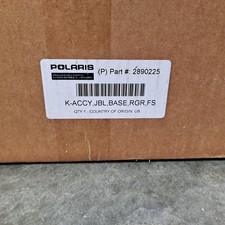 POLARIS
(P) Part #: 2890225
K-ACCY,JBL,BASE,RGR,FS
QTY 1 - COUNTRY OF ORIGIN: US